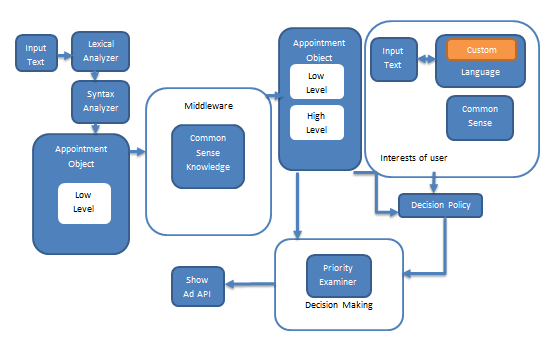 Input
Text
Lexical
Analyzer
Syntax
Analyzer
Appointment
Object
Low
Level
Middleware
Common
Sense
Knowledge
Appointment
Object
Low
Level
High
Level
Input
Text
Custom
Language
Common
Sense
Interests of user
Decision Policy
Priority
Examiner
Decision Making
Show
Ad API